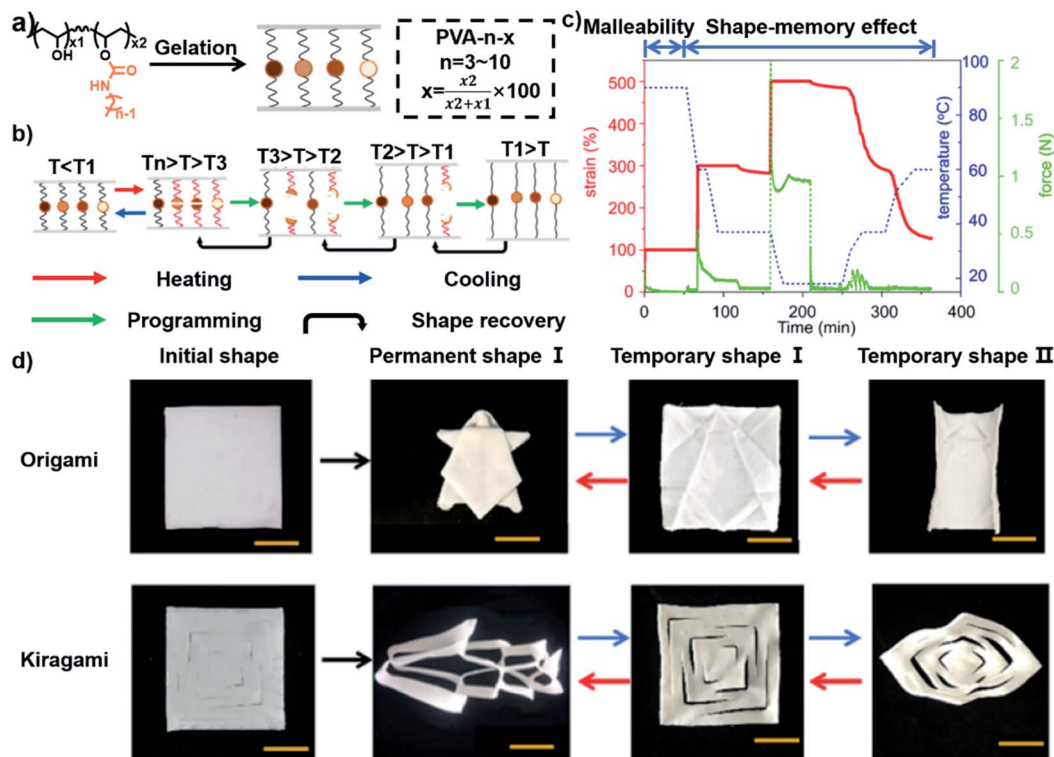 a)
( )x1 ( )x2
OH
O
O
HN
n-1
Gelation
PVA-n-x
n=3~10
x=x2/(x2+x1)×100
b)
T<T1
Tn>T>T3
T3>T>T2
T2>T>T1
T1>T
Heating
Cooling
Programming
Shape recovery
c)
Malleability
Shape-memory effect
500
400
300
200
100
0
strain (%)
0
100
200
300
400
Time (min)
100
80
60
40
20
temperature (°C)
2
1.5
1
0.5
0
force (N)
d)
Initial shape
Permanent shape Ⅰ
Temporary shape Ⅰ
Temporary shape Ⅱ
Origami
Kiragami